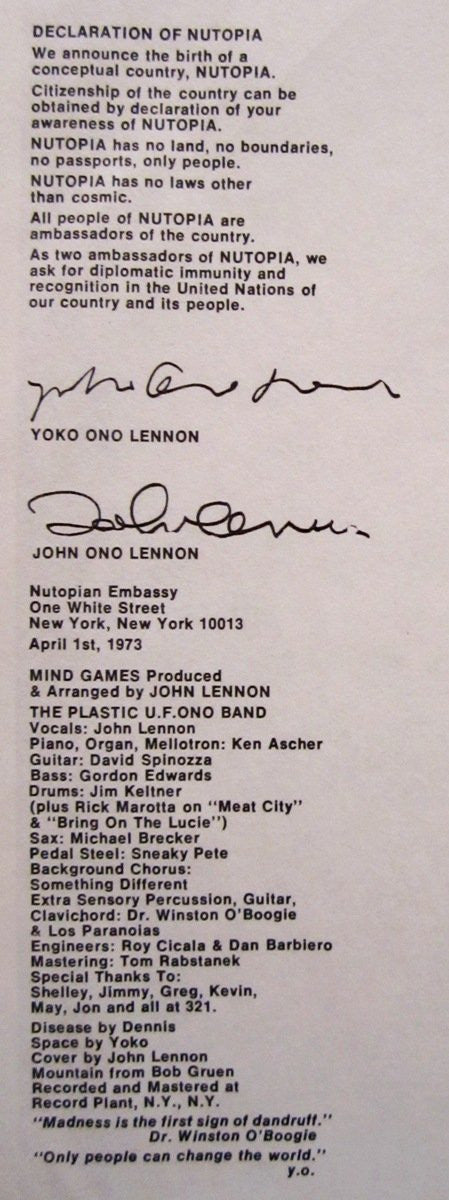 DECLARATION OF NUTOPIA
We announce the birth of a
conceptual country, NUTOPIA.
Citizenship of the country can be
obtained by declaration of your
awareness of NUTOPIA.
NUTOPIA has no land, no boundaries,
no passports, only people.
NUTOPIA has no laws other
than cosmic.
All people of NUTOPIA are
ambassadors of the country.
As two ambassadors of NUTOPIA, we
ask for diplomatic immunity and
recognition in the United Nations of
our country and its people.
Yoko Ono Lennon
YOKO ONO LENNON
John Lennon
JOHN ONO LENNON
Nutopian Embassy
One White Street
New York, New York 10013
April 1st, 1973
MIND GAMES Produced
& Arranged by JOHN LENNON
THE PLASTIC U.F.ONO BAND
Vocals: John Lennon
Piano, Organ, Mellotron: Ken Ascher
Guitar: David Spinozza
Bass: Gordon Edwards
Drums: Jim Keltner
(plus Rick Marotta on "Meat City"
& "Bring On The Lucie")
Sax: Michael Brecker
Pedal Steel: Sneaky Pete
Background Chorus:
Something Different
Extra Sensory Percussion, Guitar,
Clavichord: Dr. Winston O'Boogie
& Los Paranoias
Engineers: Roy Cicala & Dan Barbiero
Mastering: Tom Rabstanek
Special Thanks To:
Shelley, Jimmy, Greg, Kevin,
May, Jon and all at 321.
Disease by Dennis
Space by Yoko
Cover by John Lennon
Mountain from Bob Gruen
Recorded and Mastered at
Record Plant, N.Y., N.Y.
"Madness is the first sign of dandruff."
Dr. Winston O'Boogie
"Only people can change the world."
y.o.